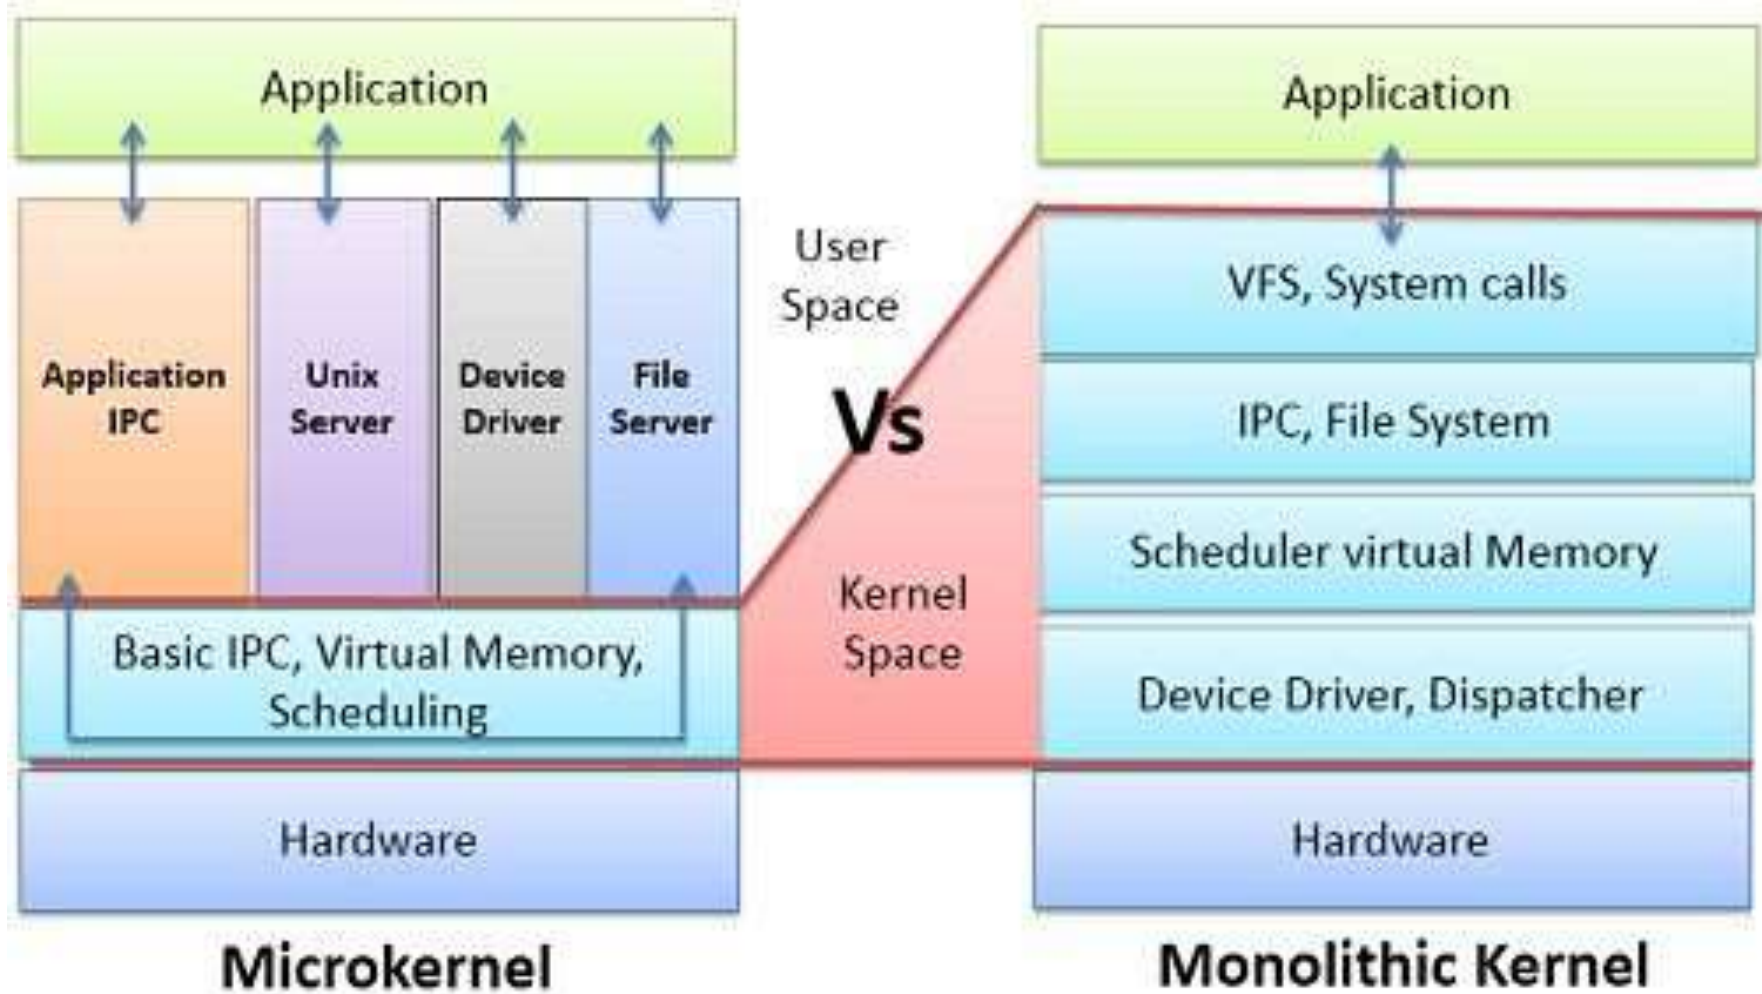 Application
Application
IPC
Unix
Server
Device
Driver
File
Server
Basic IPC, Virtual Memory,
Scheduling
Hardware
Microkernel
User
Space
Vs
Kernel
Space
Application
VFS, System calls
IPC, File System
Scheduler virtual Memory
Device Driver, Dispatcher
Hardware
Monolithic Kernel